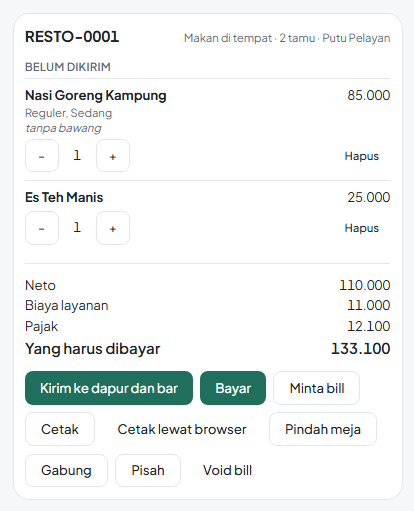 RESTO-0001 Makan di tempat · 2 tamu · Putu Pelayan
BELUM DIKIRIM
Nasi Goreng Kampung 85.000
Reguler, Sedang
tanpa bawang
- 1 + Hapus
Es Teh Manis 25.000
- 1 + Hapus
Neto 110.000
Biaya layanan 11.000
Pajak 12.100
Yang harus dibayar 133.100
Kirim ke dapur dan bar Bayar Minta bill
Cetak Cetak lewat browser Pindah meja
Gabung Pisah Void bill